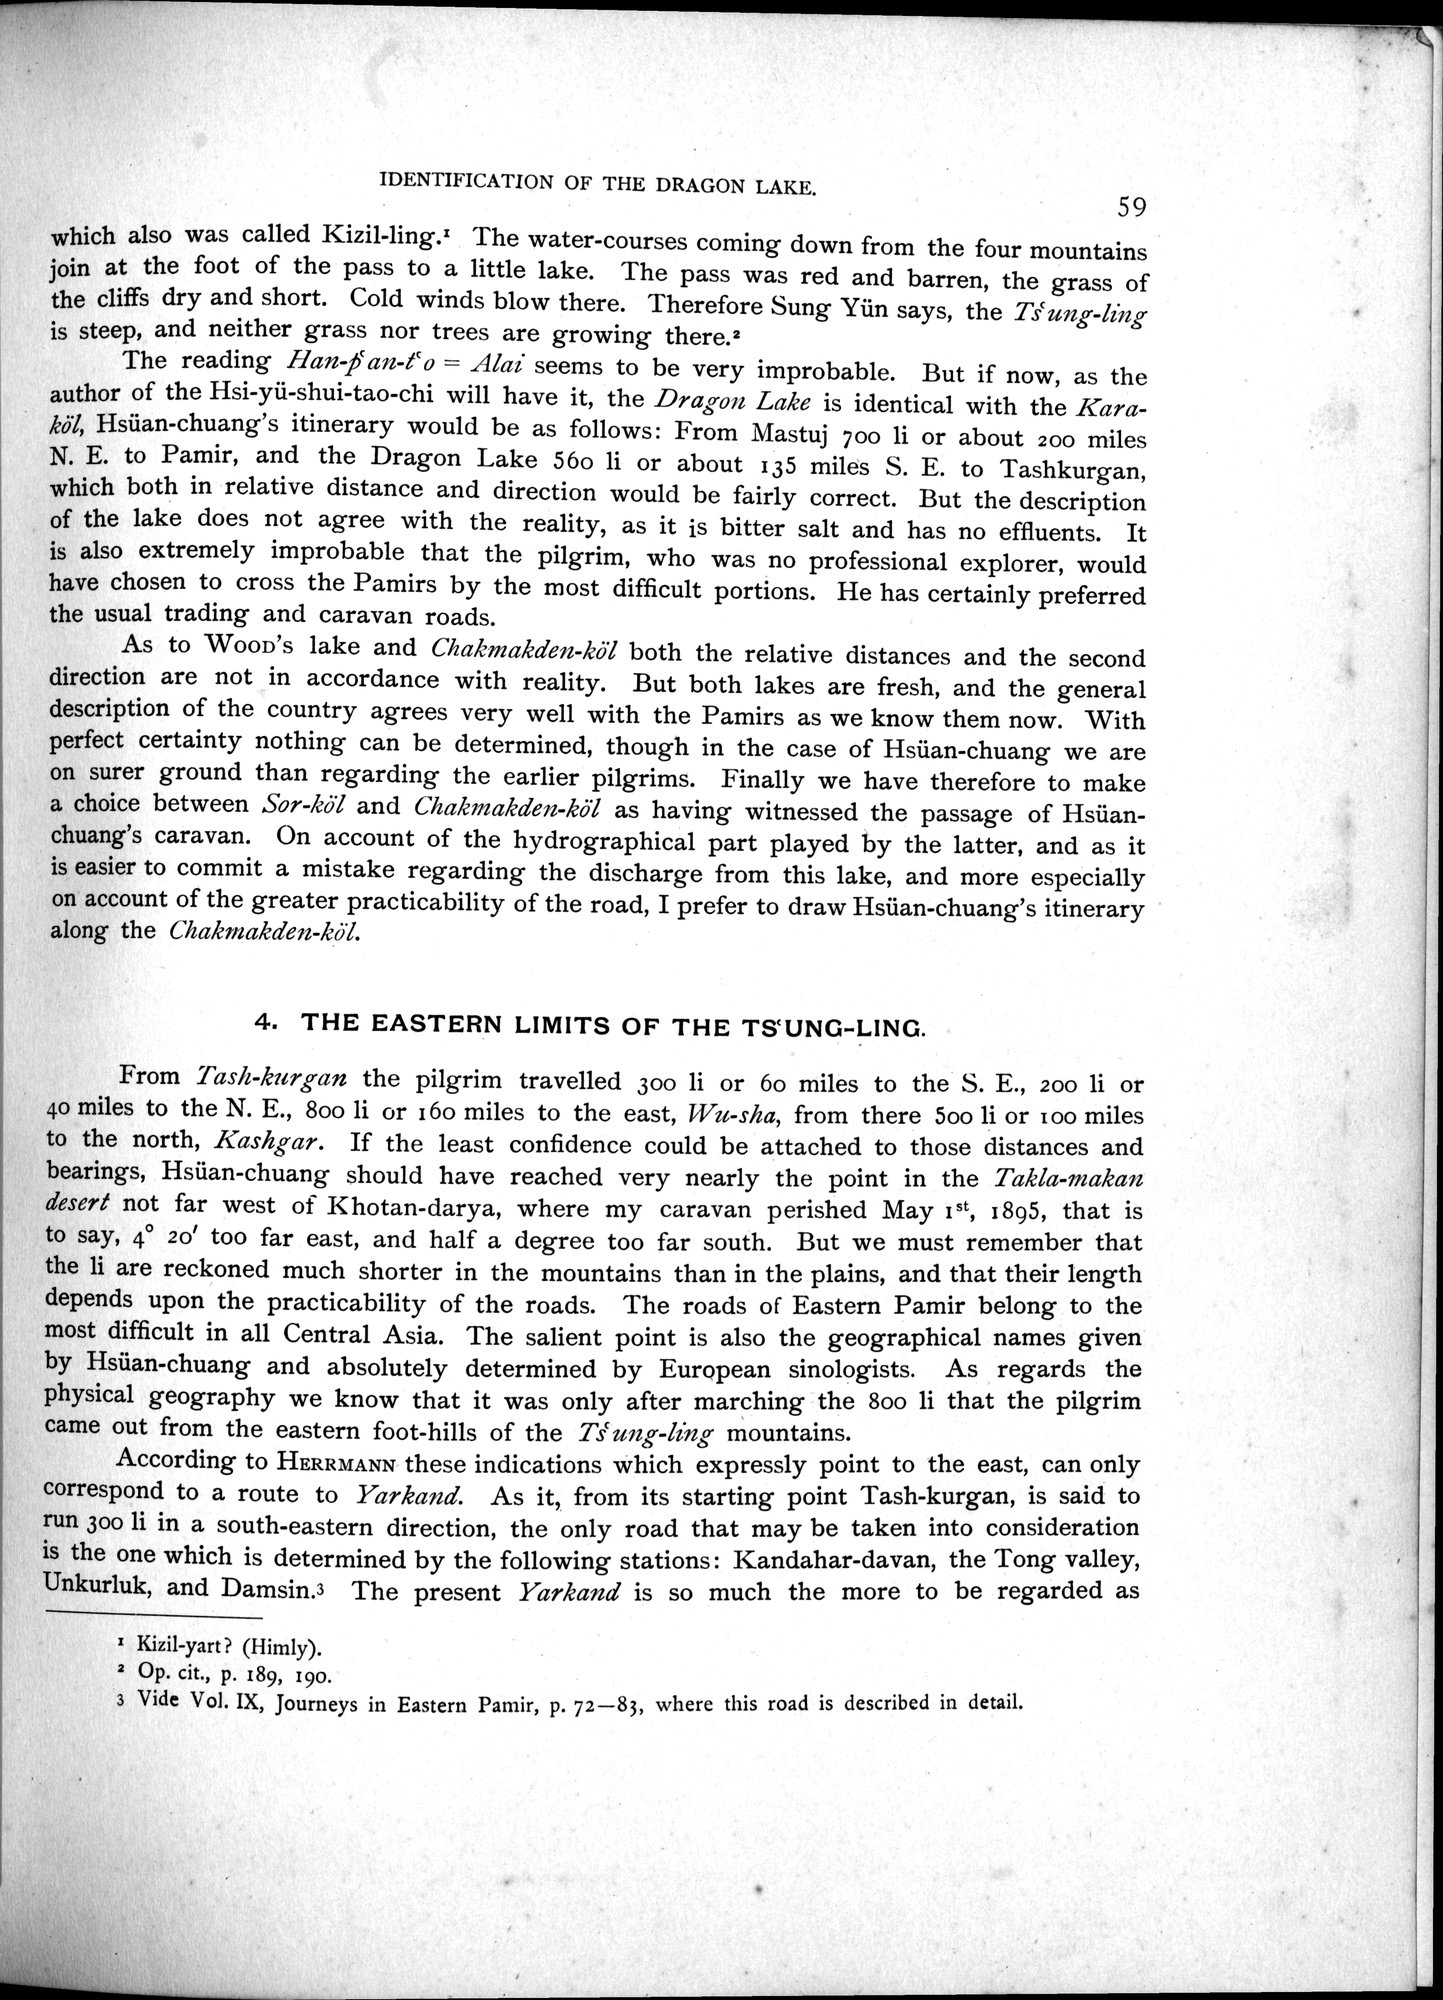 IDENTIFICATION OF THE DRAGON LAKE.
59
which also was called Kizil-ling.¹ The water-courses coming down from the four mountains
join at the foot of the pass to a little lake. The pass was red and barren, the grass of
the cliffs dry and short. Cold winds blow there. Therefore Sung Yün says, the Tsʻung-ling
is steep, and neither grass nor trees are growing there.²
The reading Han-pʻan-tʻo = Alai seems to be very improbable. But if now, as the
author of the Hsi-yü-shui-tao-chi will have it, the Dragon Lake is identical with the Kara-
köl, Hsüan-chuang's itinerary would be as follows: From Mastuj 700 li or about 200 miles
N. E. to Pamir, and the Dragon Lake 560 li or about 135 miles S. E. to Tashkurgan,
which both in relative distance and direction would be fairly correct. But the description
of the lake does not agree with the reality, as it is bitter salt and has no effluents. It
is also extremely improbable that the pilgrim, who was no professional explorer, would
have chosen to cross the Pamirs by the most difficult portions. He has certainly preferred
the usual trading and caravan roads.
As to WOOD's lake and Chakmakden-köl both the relative distances and the second
direction are not in accordance with reality. But both lakes are fresh, and the general
description of the country agrees very well with the Pamirs as we know them now. With
perfect certainty nothing can be determined, though in the case of Hsüan-chuang we are
on surer ground than regarding the earlier pilgrims. Finally we have therefore to make
a choice between Sor-köl and Chakmakden-köl as having witnessed the passage of Hsüan-
chuang's caravan. On account of the hydrographical part played by the latter, and as it
is easier to commit a mistake regarding the discharge from this lake, and more especially
on account of the greater practicability of the road, I prefer to draw Hsüan-chuang's itinerary
along the Chakmakden-köl.
4. THE EASTERN LIMITS OF THE TSʻUNG-LING.
From Tash-kurgan the pilgrim travelled 300 li or 60 miles to the S. E., 200 li or
40 miles to the N. E., 800 li or 160 miles to the east, Wu-sha, from there 500 li or 100 miles
to the north, Kashgar. If the least confidence could be attached to those distances and
bearings, Hsüan-chuang should have reached very nearly the point in the Takla-makan
desert not far west of Khotan-darya, where my caravan perished May 1st, 1895, that is
to say, 4° 20′ too far east, and half a degree too far south. But we must remember that
the li are reckoned much shorter in the mountains than in the plains, and that their length
depends upon the practicability of the roads. The roads of Eastern Pamir belong to the
most difficult in all Central Asia. The salient point is also the geographical names given
by Hsüan-chuang and absolutely determined by European sinologists. As regards the
physical geography we know that it was only after marching the 800 li that the pilgrim
came out from the eastern foot-hills of the Tsʻung-ling mountains.
According to HERRMANN these indications which expressly point to the east, can only
correspond to a route to Yarkand. As it, from its starting point Tash-kurgan, is said to
run 300 li in a south-eastern direction, the only road that may be taken into consideration
is the one which is determined by the following stations: Kandahar-davan, the Tong valley,
Unkurluk, and Damsin.³ The present Yarkand is so much the more to be regarded as
¹ Kizil-yart? (Himly).
² Op. cit., p. 189, 190.
³ Vide Vol. IX, Journeys in Eastern Pamir, p. 72—83, where this road is described in detail.